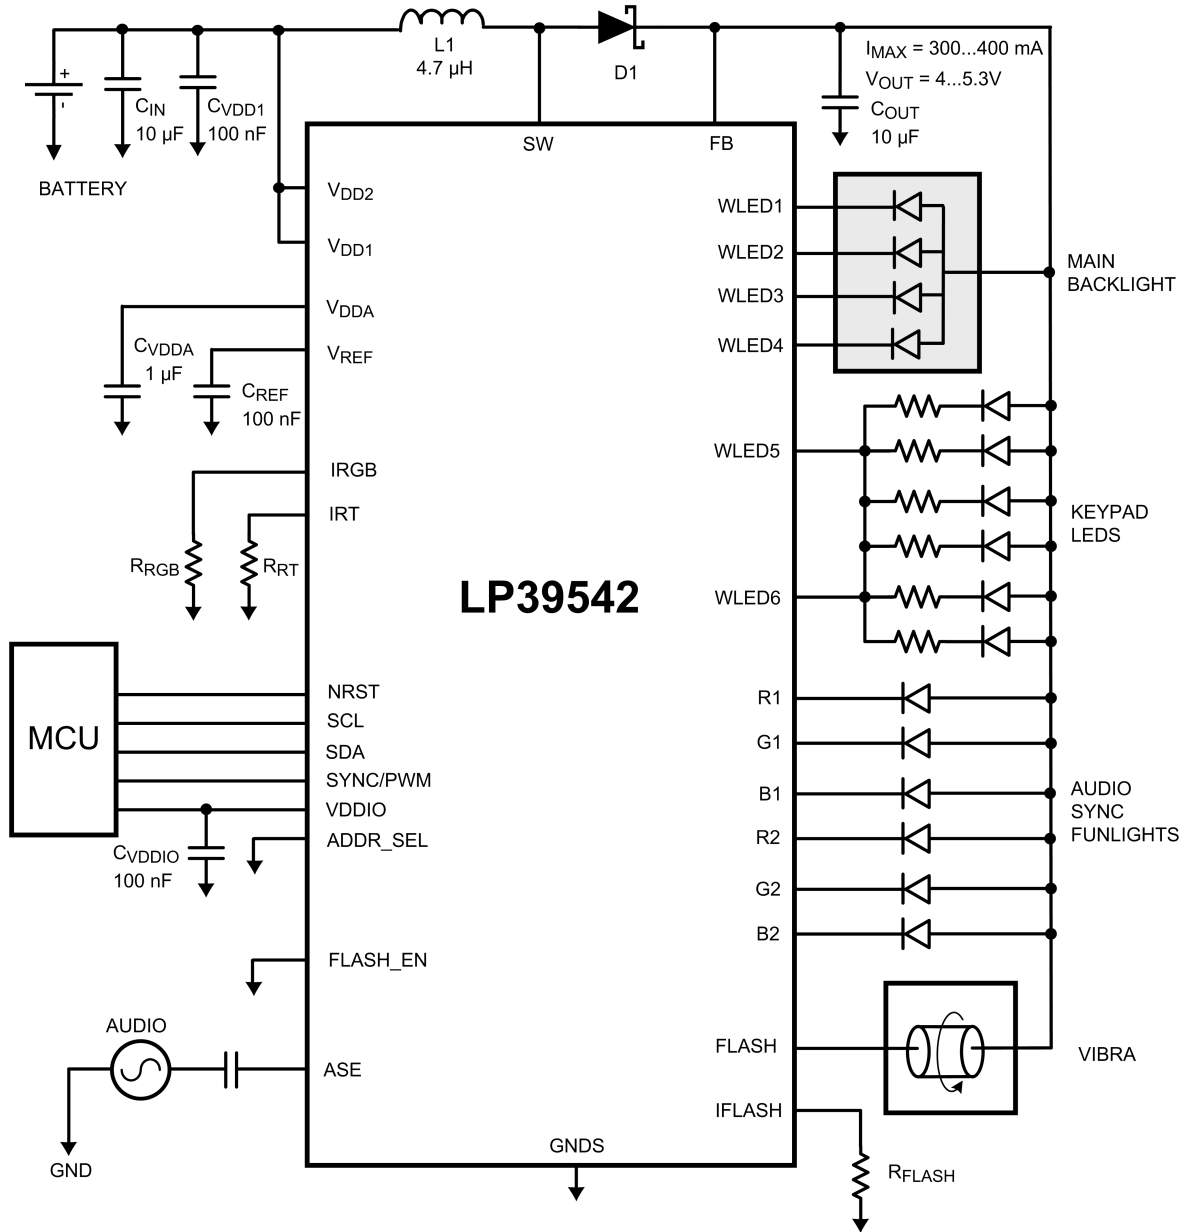 L1
4.7 µH
D1
IMAX = 300...400 mA
VOUT = 4...5.3V
COUT
10 µF
+
-
CIN
10 µF
CVDD1
100 nF
BATTERY
SW
FB
VDD2
VDD1
VDDA
VREF
CVDDA
1 µF
CREF
100 nF
IRGB
IRT
RRGB
RRT
LP39542
WLED1
WLED2
WLED3
WLED4
MAIN
BACKLIGHT
WLED5
WLED6
KEYPAD
LEDS
MCU
NRST
SCL
SDA
SYNC/PWM
VDDIO
ADDR_SEL
CVDDIO
100 nF
R1
G1
B1
R2
G2
B2
AUDIO
SYNC
FUNLIGHTS
FLASH_EN
AUDIO
ASE
GND
FLASH
VIBRA
IFLASH
GNDS
RFLASH